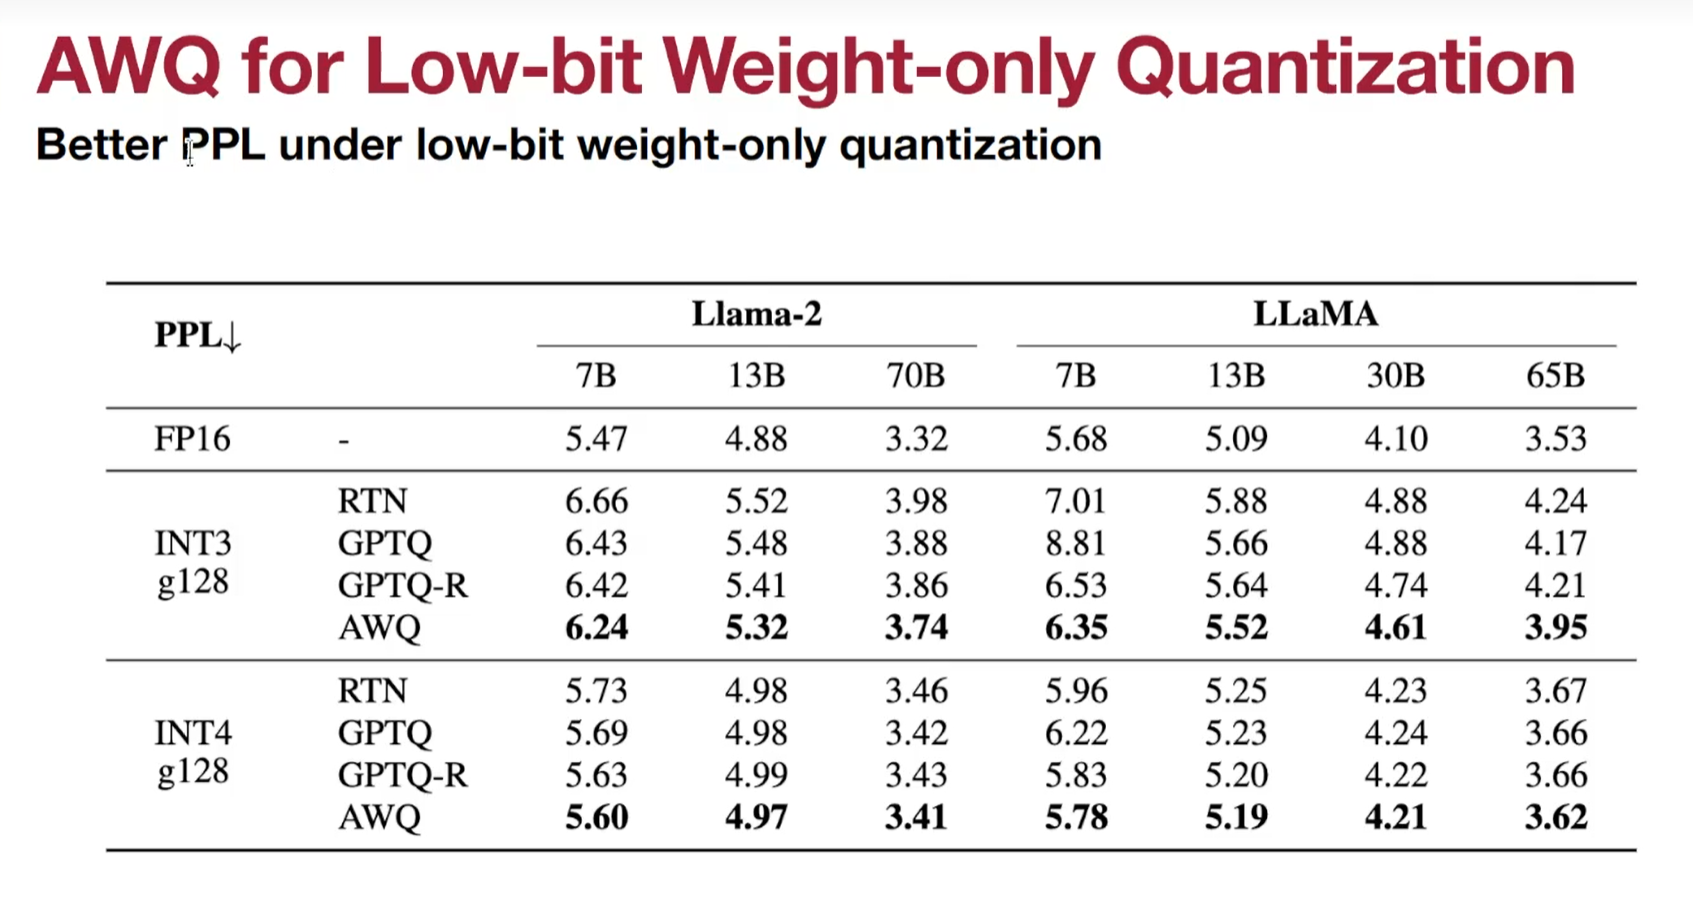 AWQ for Low-bit Weight-only Quantization
Better PPL under low-bit weight-only quantization
PPL↓ Llama-2 LLaMA
7B 13B 70B 7B 13B 30B 65B
FP16 - 5.47 4.88 3.32 5.68 5.09 4.10 3.53
INT3 g128
RTN 6.66 5.52 3.98 7.01 5.88 4.88 4.24
GPTQ 6.43 5.48 3.88 8.81 5.66 4.88 4.17
GPTQ-R 6.42 5.41 3.86 6.53 5.64 4.74 4.21
AWQ 6.24 5.32 3.74 6.35 5.52 4.61 3.95
INT4 g128
RTN 5.73 4.98 3.46 5.96 5.25 4.23 3.67
GPTQ 5.69 4.98 3.42 6.22 5.23 4.24 3.66
GPTQ-R 5.63 4.99 3.43 5.83 5.20 4.22 3.66
AWQ 5.60 4.97 3.41 5.78 5.19 4.21 3.62